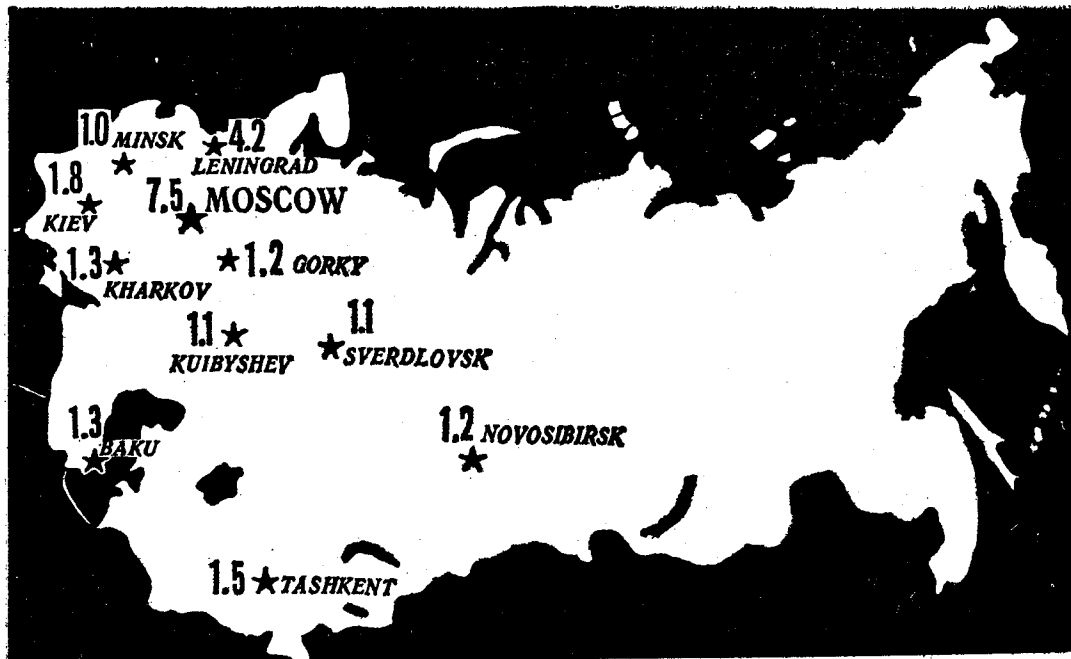 1.0 MINSK
4.2
LENINGRAD
1.8
KIEV
7.5 MOSCOW
1.3
KHARKOV
1.2 GORKY
1.1
KUIBYSHEV
1.1
SVERDLOVSK
1.3
BAKU
1.2 NOVOSIBIRSK
1.5 TASHKENT